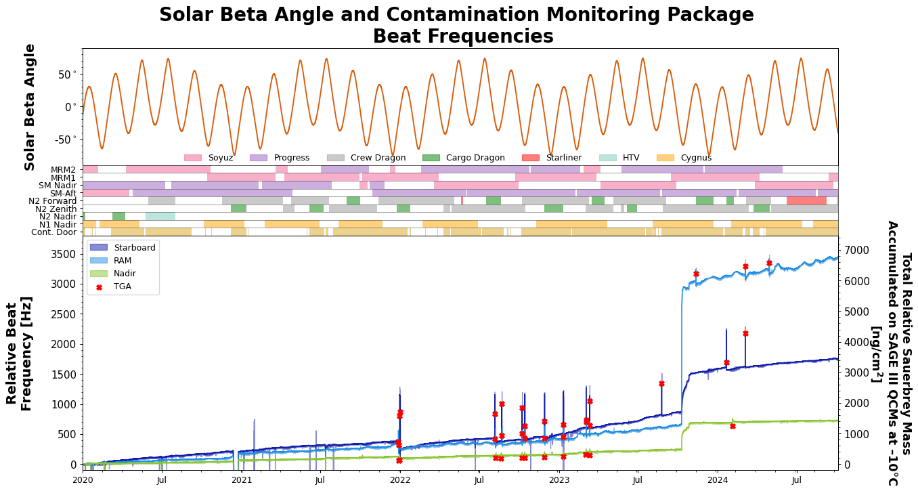 Solar Beta Angle and Contamination Monitoring Package
Beat Frequencies
Solar Beta Angle
50°
0°
-50°
Soyuz Progress Crew Dragon Cargo Dragon Starliner HTV Cygnus
MRM2
MRM1
SM Nadir
SM-Aft
N2 Forward
N2 Zenith
N2 Nadir
N1 Nadir
Cont. Door
Relative Beat
Frequency [Hz]
3500
3000
2500
2000
1500
1000
500
0
Starboard
RAM
Nadir
TGA
7000
6000
5000
4000
3000
2000
1000
0
Total Relative Sauerbrey Mass
Accumulated on SAGE III QCMs at -10°C
[ng/cm²]
2020 Jul 2021 Jul 2022 Jul 2023 Jul 2024 Jul